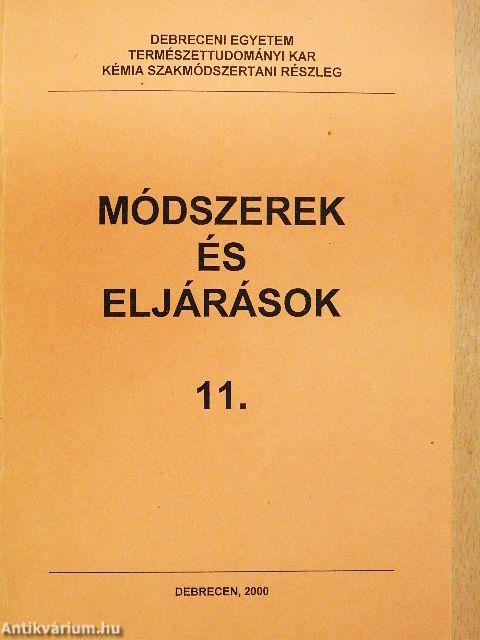 DEBRECENI EGYETEM
TERMÉSZETTUDOMÁNYI KAR
KÉMIA SZAKMÓDSZERTANI RÉSZLEG
MÓDSZEREK
ÉS
ELJÁRÁSOK
11.
DEBRECEN, 2000
Antikvárium.hu